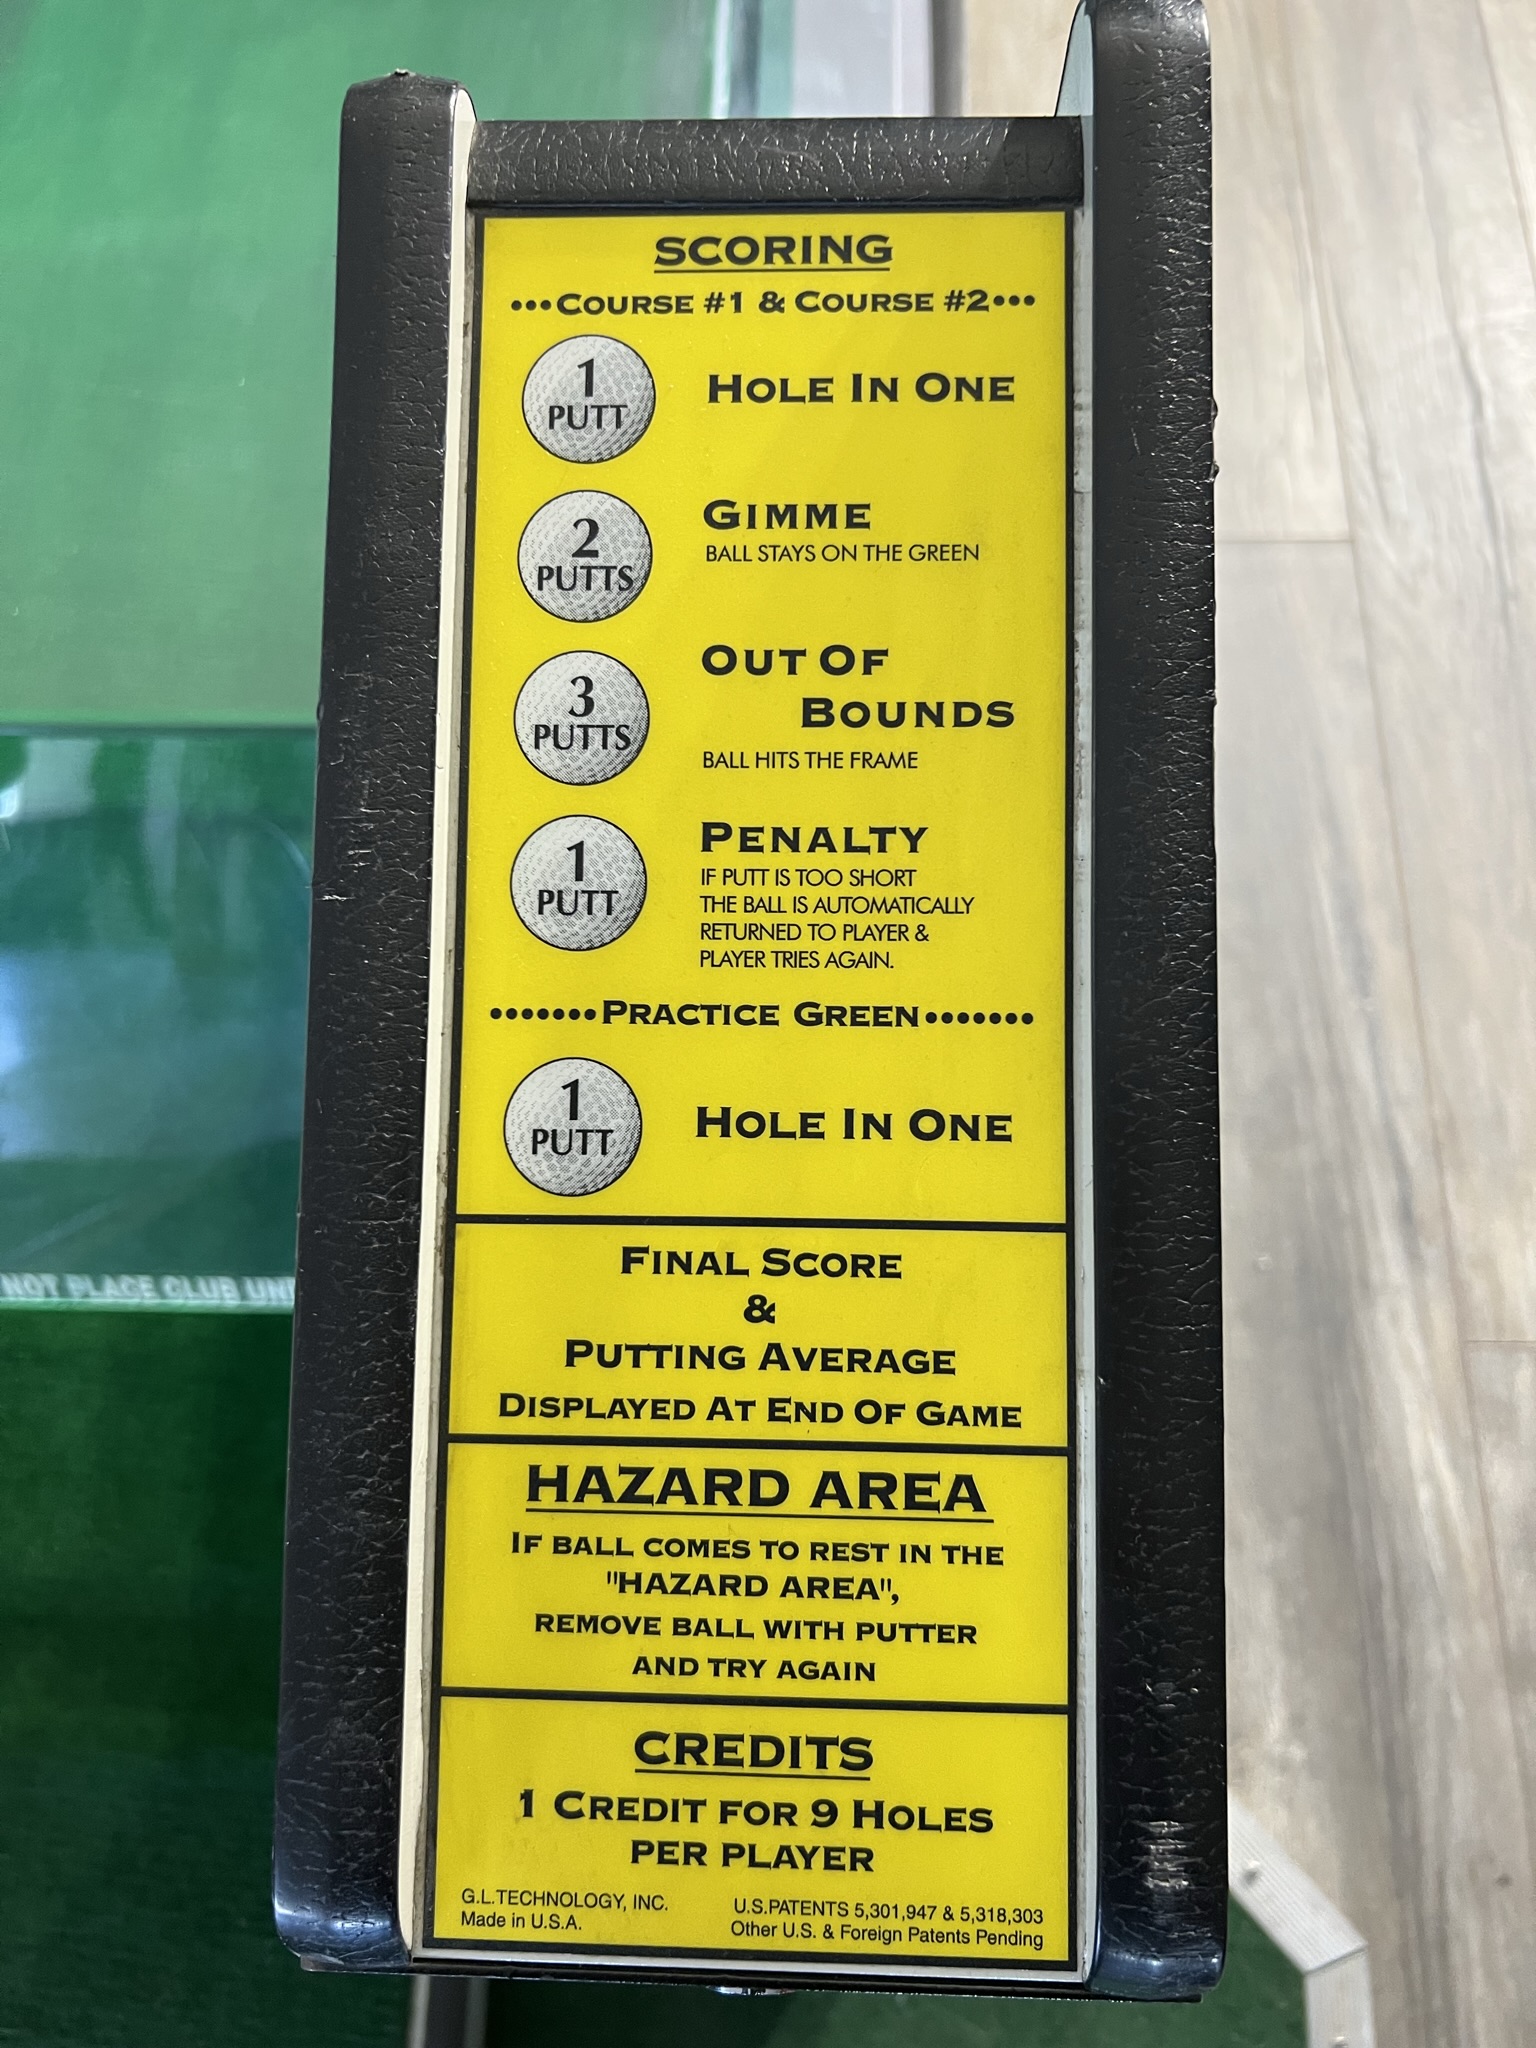 SCORING
•••COURSE #1 & COURSE #2•••
1
PUTT
HOLE IN ONE
2
PUTTS
GIMME
BALL STAYS ON THE GREEN
3
PUTTS
OUT OF
BOUNDS
BALL HITS THE FRAME
1
PUTT
PENALTY
IF PUTT IS TOO SHORT
THE BALL IS AUTOMATICALLY
RETURNED TO PLAYER &
PLAYER TRIES AGAIN.
•••••••PRACTICE GREEN•••••••
1
PUTT
HOLE IN ONE
FINAL SCORE
&
PUTTING AVERAGE
DISPLAYED AT END OF GAME
HAZARD AREA
IF BALL COMES TO REST IN THE
"HAZARD AREA",
REMOVE BALL WITH PUTTER
AND TRY AGAIN
CREDITS
1 CREDIT FOR 9 HOLES
PER PLAYER
G.L.TECHNOLOGY, INC.
Made in U.S.A.
U.S.PATENTS 5,301,947 & 5,318,303
Other U.S. & Foreign Patents Pending
NOT PLACE CLUB